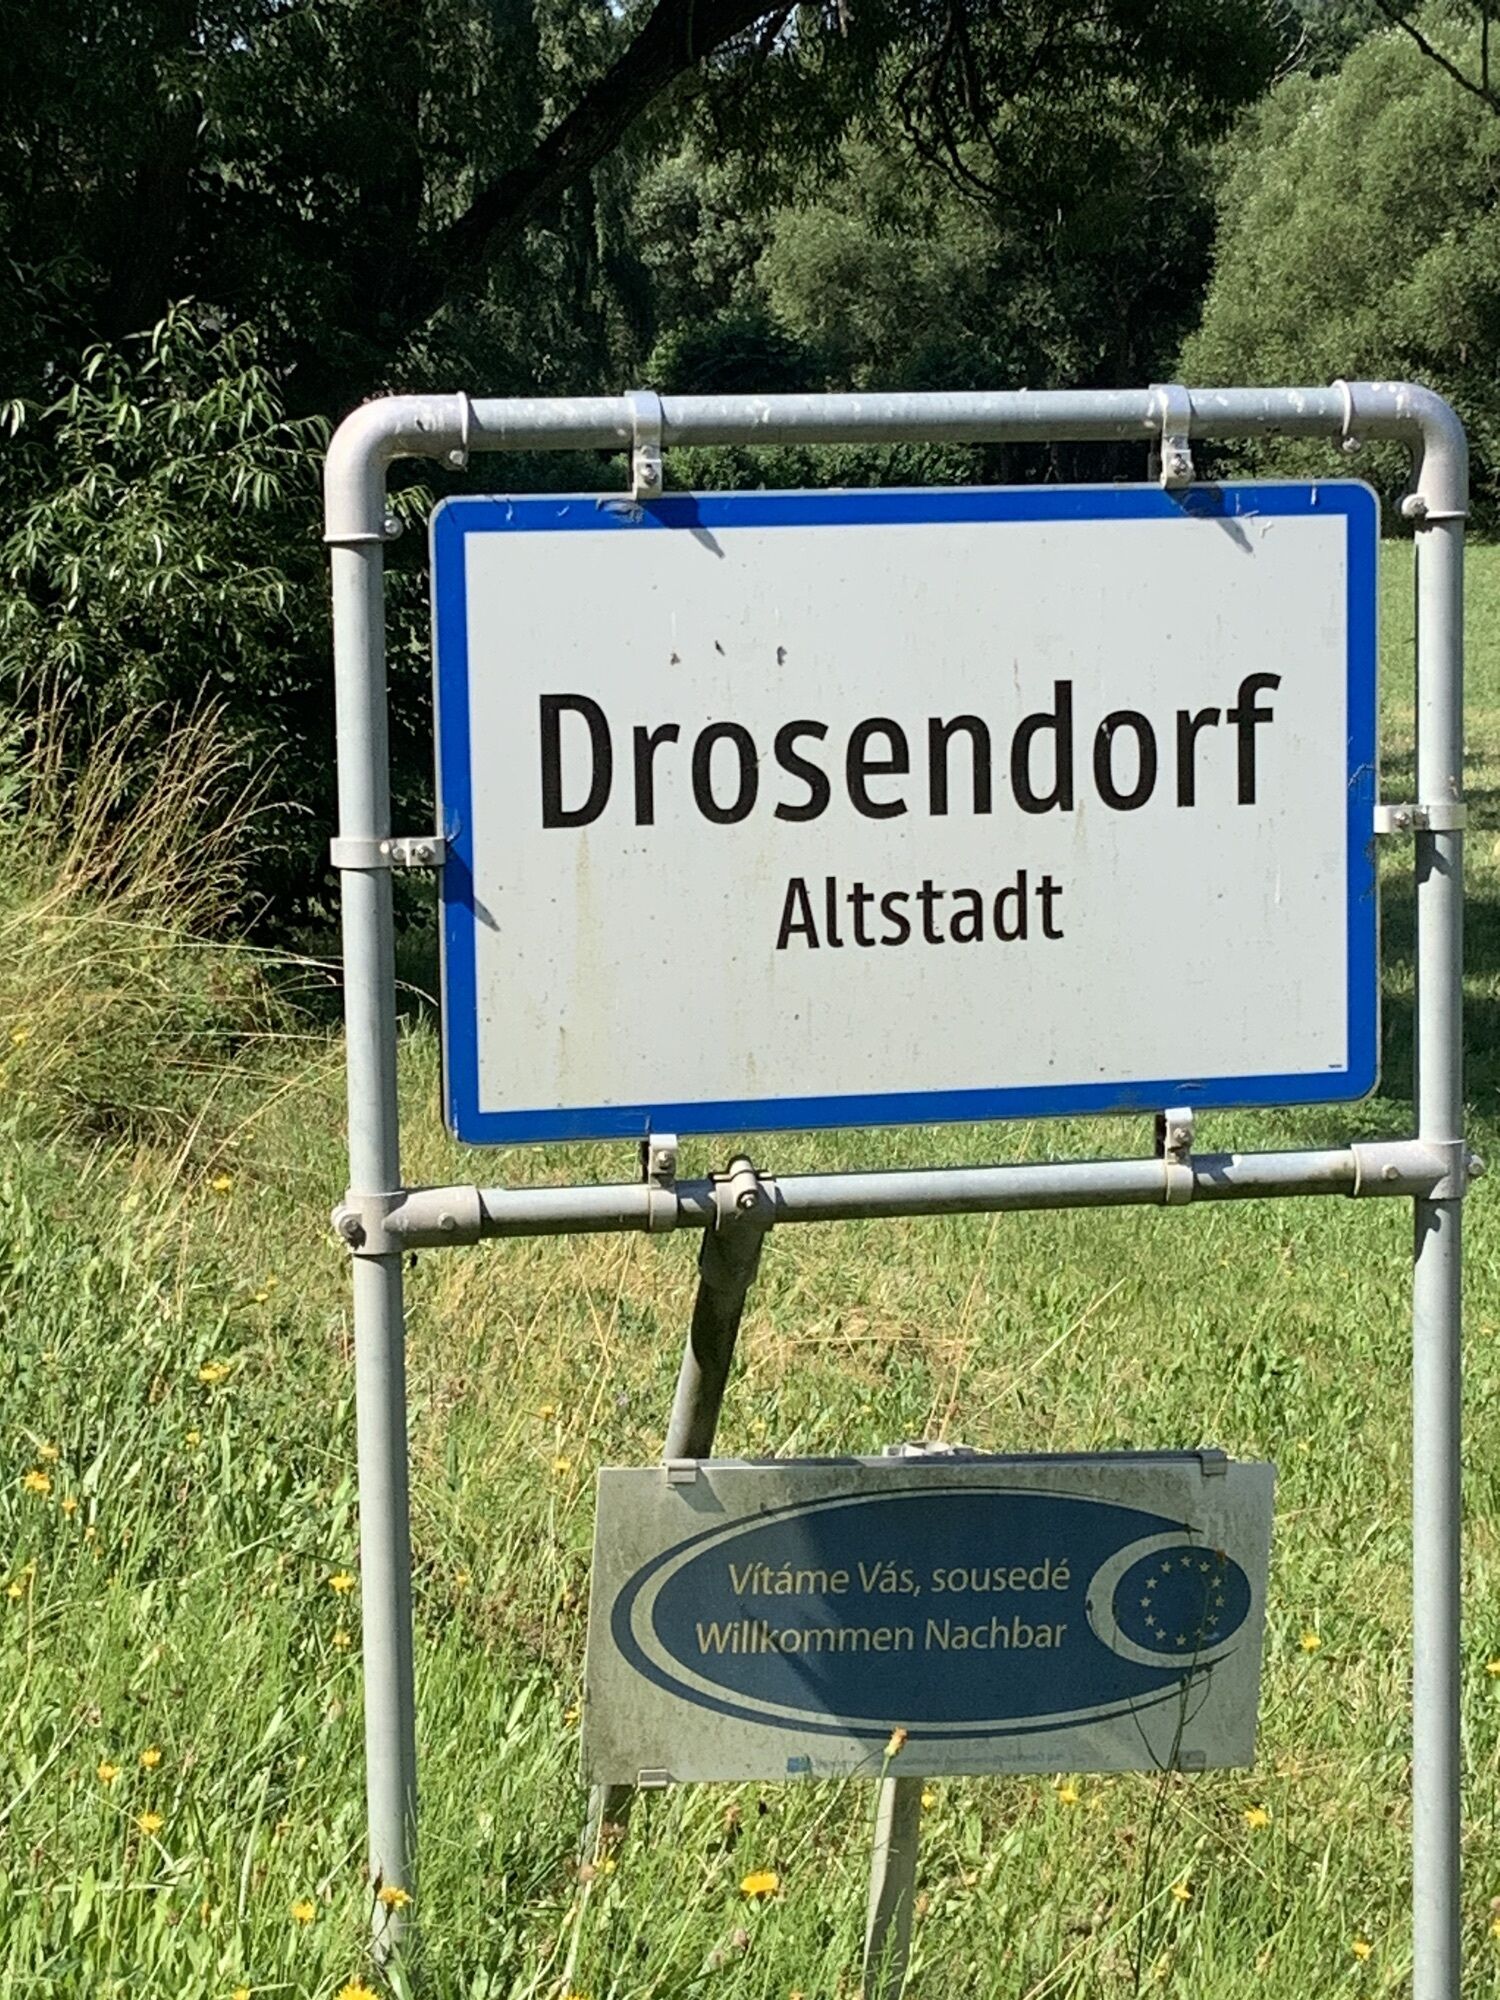 Drosendorf
Altstadt
Vítáme Vás, sousedé
Willkommen Nachbar